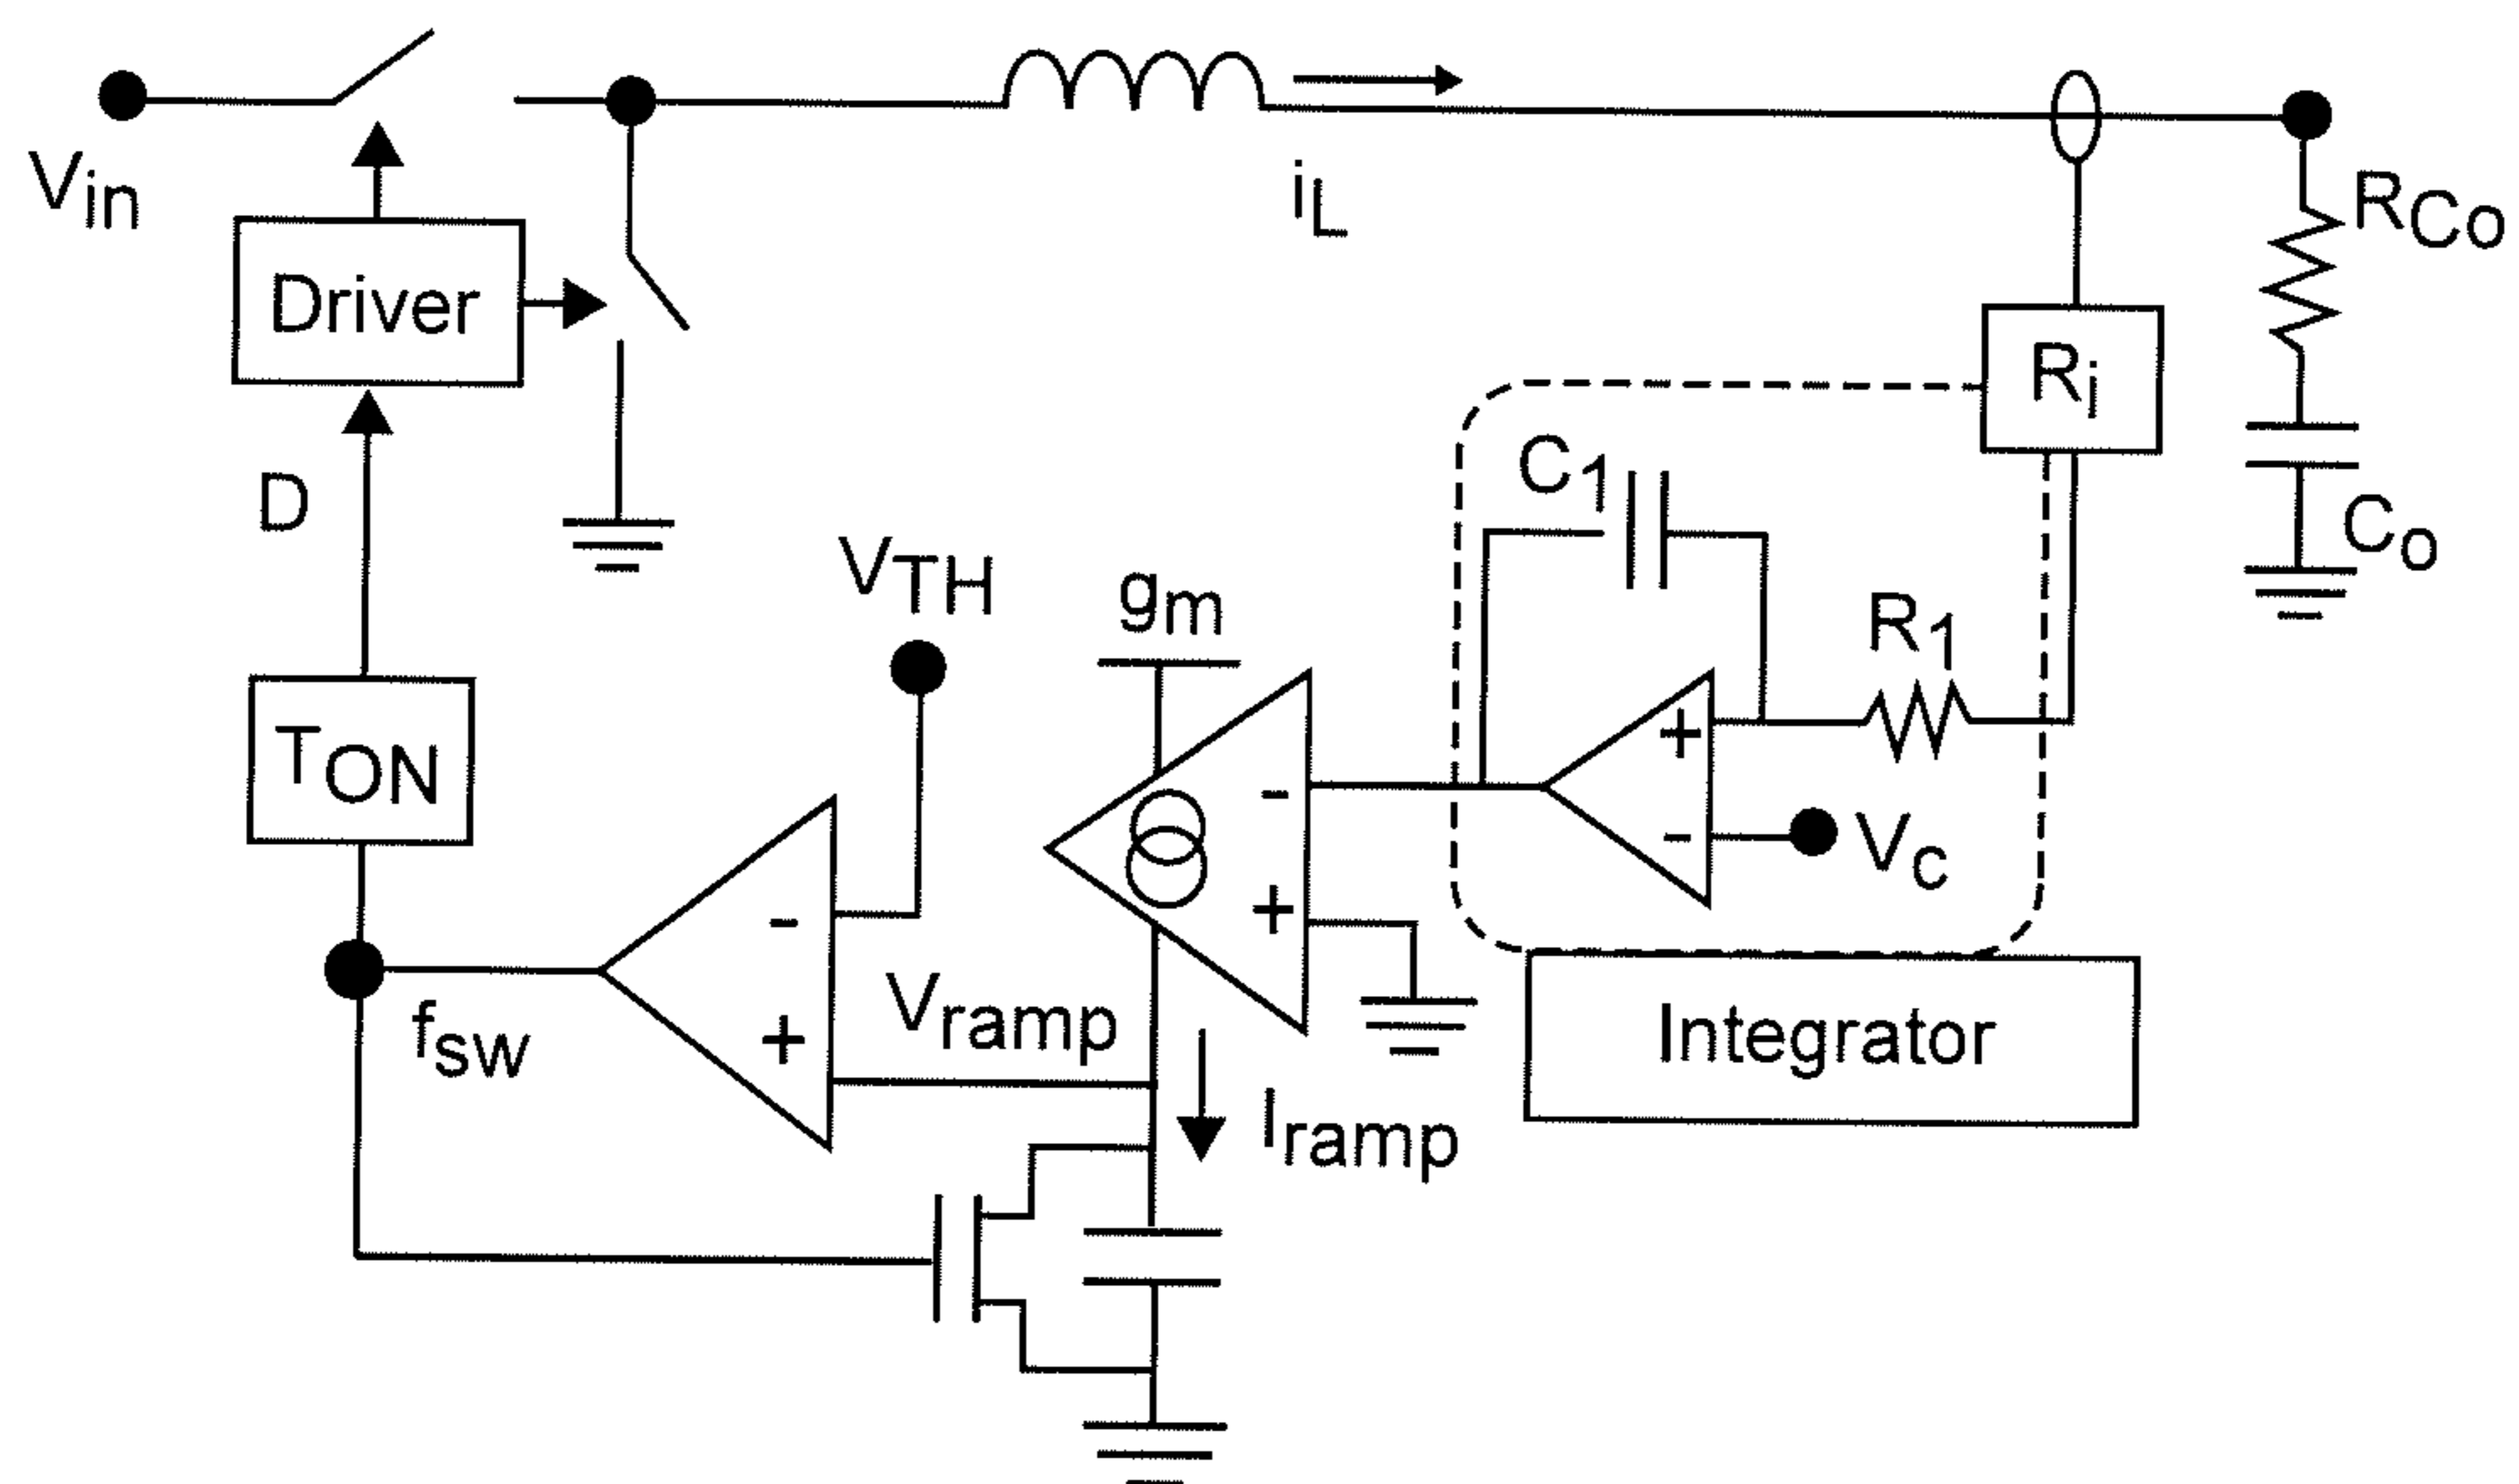 Vin
iL
RCo
Driver
Ri
D
C1
Co
VTH
gm
R1
TON
-
+
-
+
-
Vc
+
Vramp
fsw
Iramp
Integrator